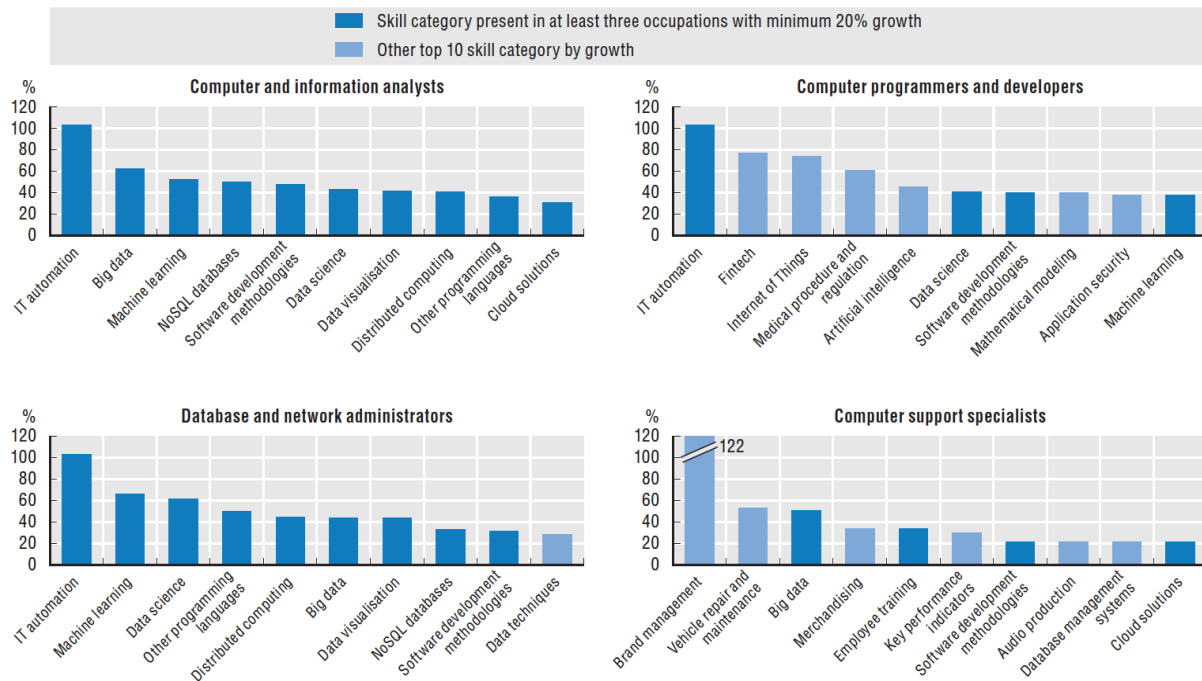 Skill category present in at least three occupations with minimum 20% growth
Other top 10 skill category by growth
Computer and information analysts
%
120
100
80
60
40
20
0
IT automation
Big data
Machine learning
NoSQL databases
Software development
methodologies
Data science
Data visualisation
Distributed computing
Other programming
languages
Cloud solutions
Computer programmers and developers
%
120
100
80
60
40
20
0
IT automation
Fintech
Internet of Things
Medical procedure and
regulation
Artificial intelligence
Data science
Software development
methodologies
Mathematical modeling
Application security
Machine learning
Database and network administrators
%
120
100
80
60
40
20
0
IT automation
Machine learning
Data science
Other programming
languages
Distributed computing
Big data
Data visualisation
NoSQL databases
Software development
methodologies
Data techniques
Computer support specialists
%
120
100
80
60
40
20
0
122
Brand management
Vehicle repair and
maintenance
Big data
Merchandising
Employee training
Key performance
indicators
Software development
methodologies
Audio production
Database management
systems
Cloud solutions